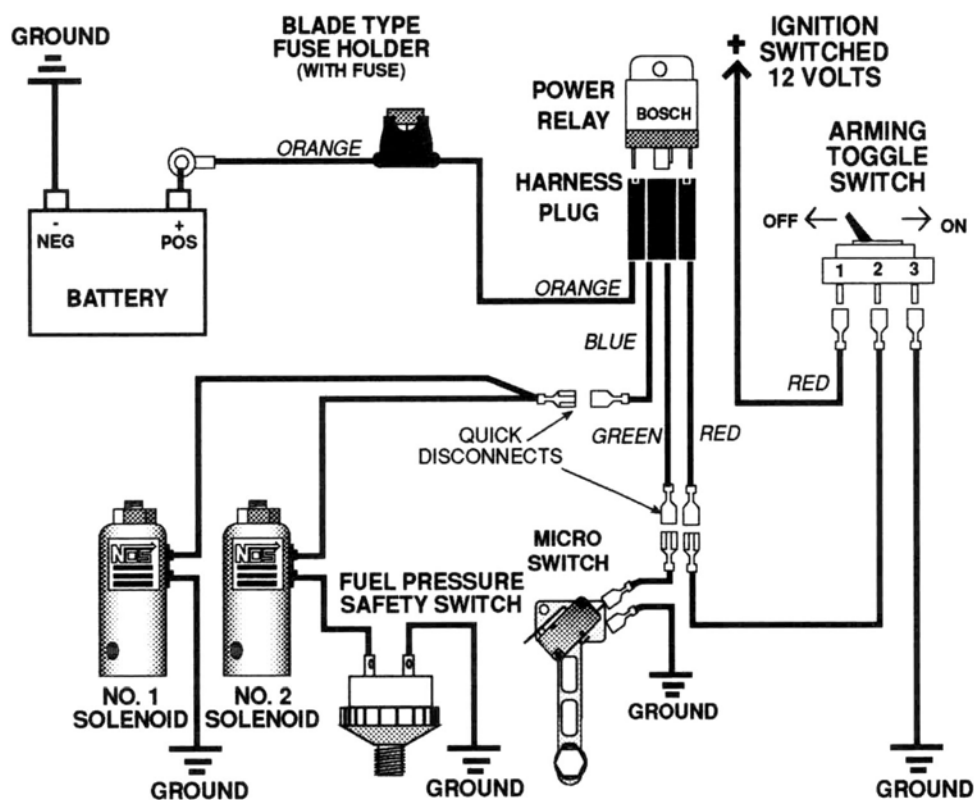 GROUND
BLADE TYPE
FUSE HOLDER
(WITH FUSE)
ORANGE
-
NEG
+
POS
BATTERY
POWER
RELAY
BOSCH
HARNESS
PLUG
ORANGE
BLUE
+
IGNITION
SWITCHED
12 VOLTS
ARMING
TOGGLE
SWITCH
OFF
ON
1 2 3
RED
QUICK
DISCONNECTS
GREEN
RED
NOS
NOS
NO. 1
SOLENOID
NO. 2
SOLENOID
FUEL PRESSURE
SAFETY SWITCH
MICRO
SWITCH
GROUND
GROUND
GROUND
GROUND